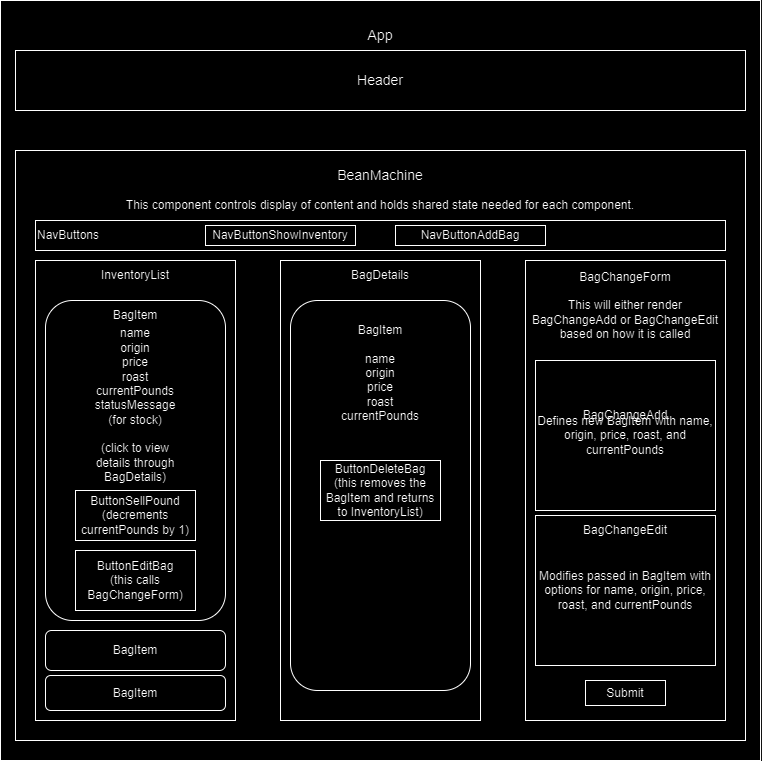 App
Header
BeanMachine
This component controls display of content and holds shared state needed for each component.
NavButtons
NavButtonShowInventory
NavButtonAddBag
InventoryList
BagItem
name
origin
price
roast
currentPounds
statusMessage
(for stock)
(click to view
details through
BagDetails)
ButtonSellPound
(decrements
currentPounds by 1)
ButtonEditBag
(this calls
BagChangeForm)
BagItem
BagItem
BagDetails
BagItem
name
origin
price
roast
currentPounds
ButtonDeleteBag
(this removes the
BagItem and returns
to InventoryList)
BagChangeForm
This will either render
BagChangeAdd or BagChangeEdit
based on how it is called
BagChangeAdd
Defines new BagItem with name,
origin, price, roast, and
currentPounds
BagChangeEdit
Modifies passed in BagItem with
options for name, origin, price,
roast, and currentPounds
Submit